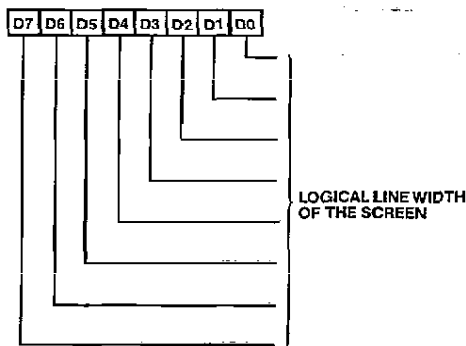 D7 D6 D5 D4 D3 D2 D1 D0
LOGICAL LINE WIDTH
OF THE SCREEN